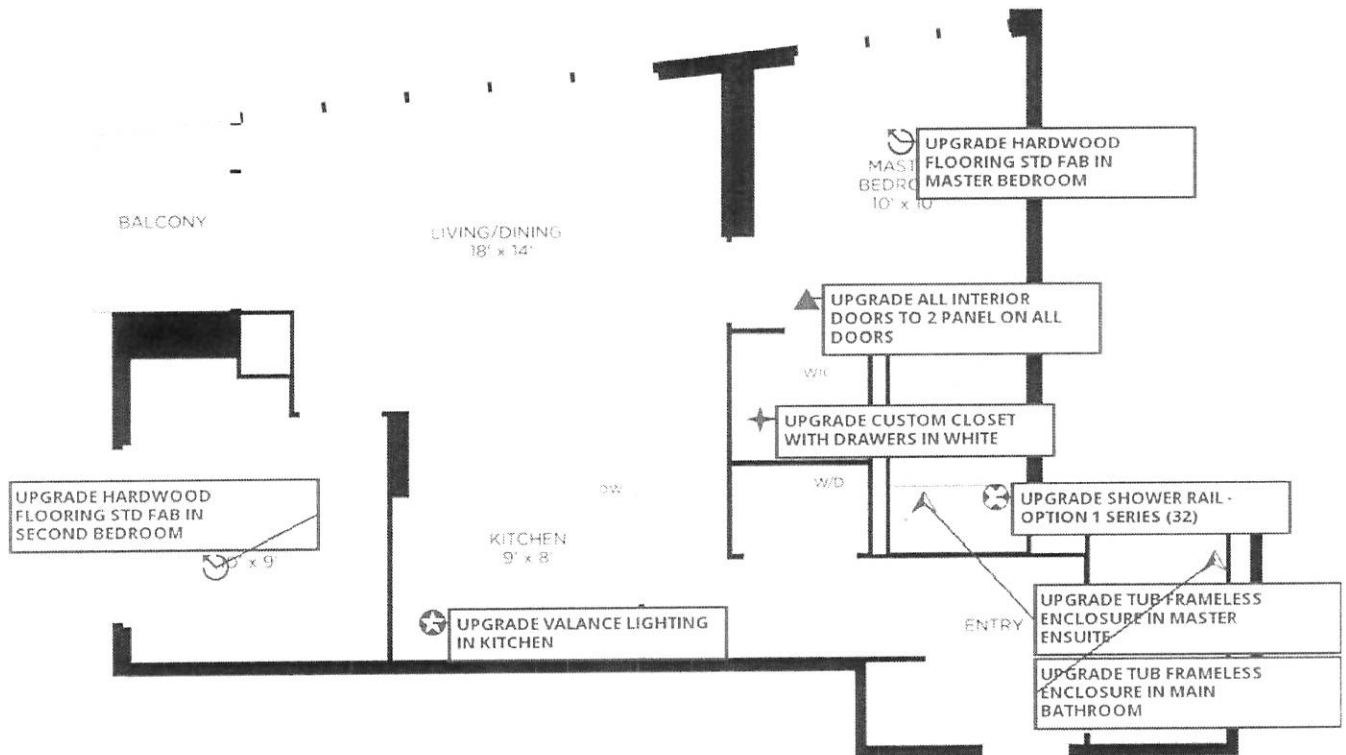 UPGRADE HARDWOOD
FLOORING STD FAB IN
MASTER BEDROOM
10' x 10'
BALCONY
LIVING/DINING
18' x 14'
UPGRADE ALL INTERIOR
DOORS TO 2 PANEL ON ALL
DOORS
UPGRADE CUSTOM CLOSET
WITH DRAWERS IN WHITE
W/D
DW
UPGRADE SHOWER RAIL -
OPTION 1 SERIES (32)
UPGRADE HARDWOOD
FLOORING STD FAB IN
SECOND BEDROOM
x 9'
KITCHEN
9' x 8'
UPGRADE VALANCE LIGHTING
IN KITCHEN
ENTRY
UPGRADE TUB FRAMELESS
ENCLOSURE IN MASTER
ENSUITE
UPGRADE TUB FRAMELESS
ENCLOSURE IN MAIN
BATHROOM